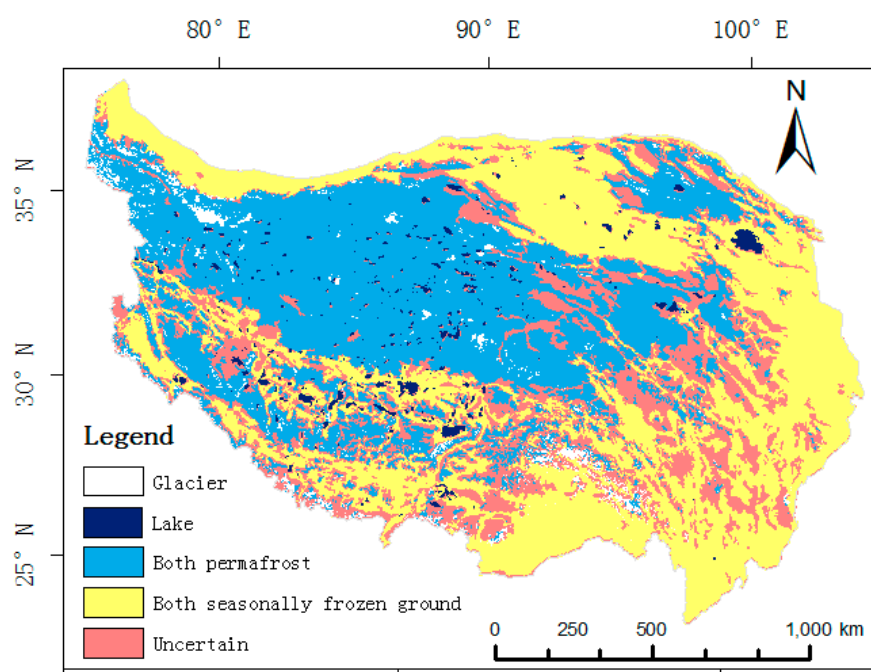 80° E 90° E 100° E
N
35° N
30° N
25° N
Legend
Glacier
Lake
Both permafrost
Both seasonally frozen ground
Uncertain
0 250 500 1,000 km